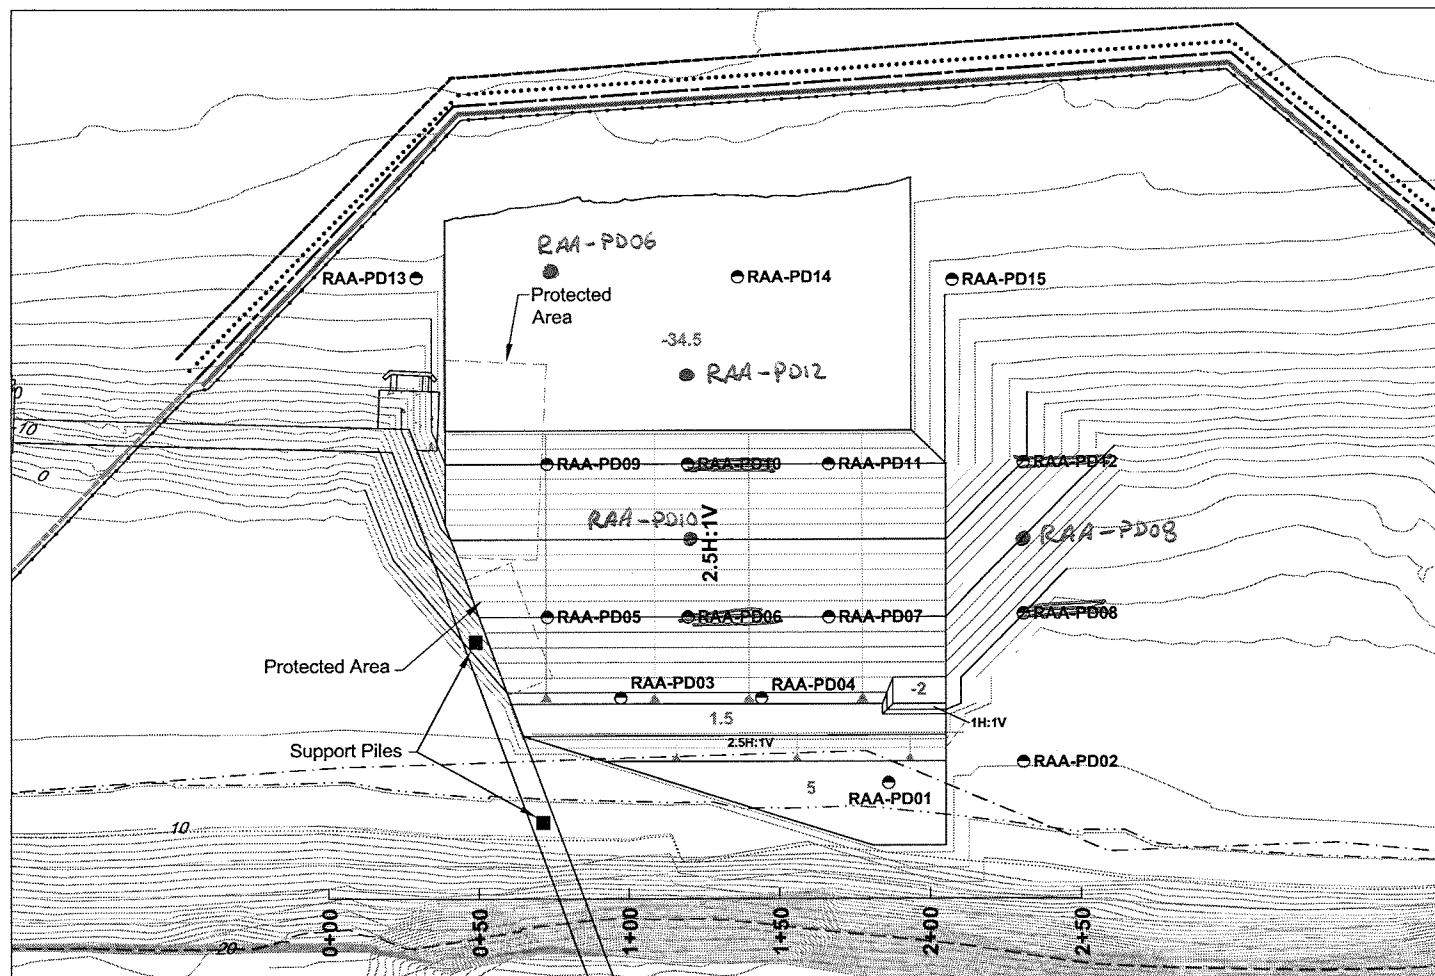 RAA-PD06
RAA-PD13
RAA-PD14
RAA-PD15
Protected
Area
-34.5
RAA-PD12
-10
0
RAA-PD09
RAA-PD10
RAA-PD11
RAA-PD12
RAA-PD10
2.5H:1V
RAA-PD08
RAA-PD05
RAA-PD06
RAA-PD07
RAA-PD08
Protected Area
RAA-PD03
RAA-PD04
-2
1.5
1H:1V
Support Piles
2.5H:1V
RAA-PD02
5
RAA-PD01
10
0+00
0+50
1+00
1+50
2+00
2+50
20